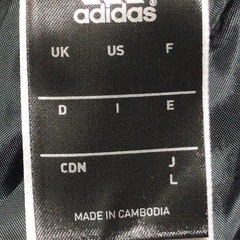 adidas®
UK US F
D I E
CDN J
L
MADE IN CAMBODIA